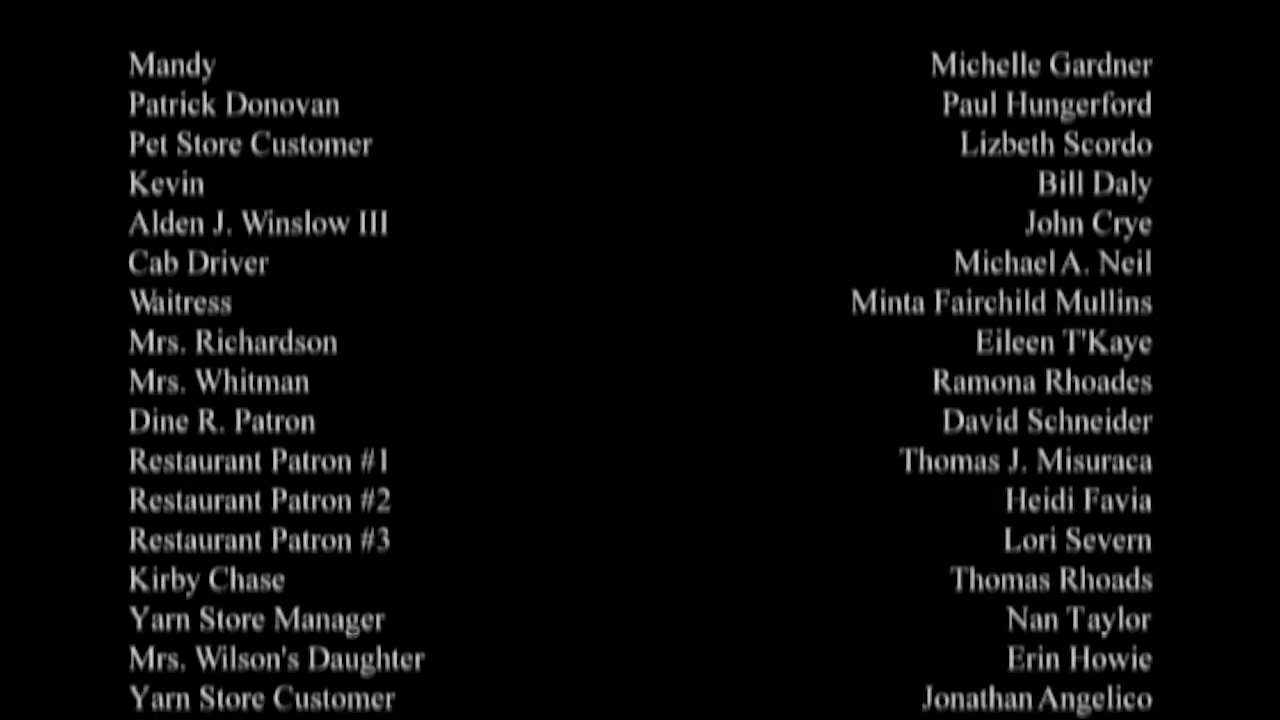 Mandy Michelle Gardner
Patrick Donovan Paul Hungerford
Pet Store Customer Lizbeth Scordo
Kevin Bill Daly
Alden J. Winslow III John Crye
Cab Driver Michael A. Neil
Waitress Minta Fairchild Mullins
Mrs. Richardson Eileen T'Kaye
Mrs. Whitman Ramona Rhoades
Dine R. Patron David Schneider
Restaurant Patron #1 Thomas J. Misuraca
Restaurant Patron #2 Heidi Favia
Restaurant Patron #3 Lori Severn
Kirby Chase Thomas Rhoads
Yarn Store Manager Nan Taylor
Mrs. Wilson's Daughter Erin Howie
Yarn Store Customer Jonathan Angelico